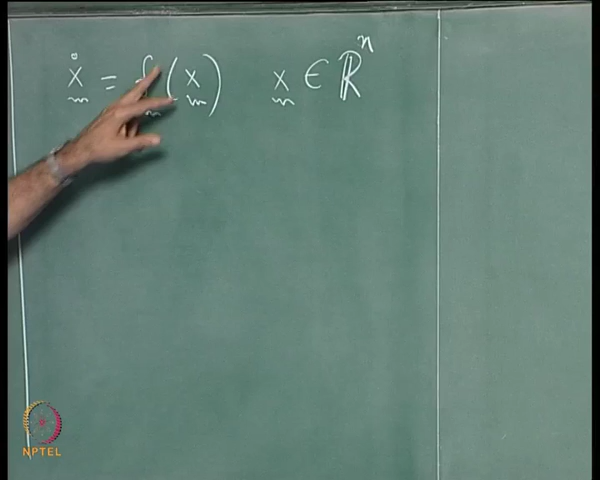 ẋ = f(x) x ∈ ℝⁿ
NPTEL